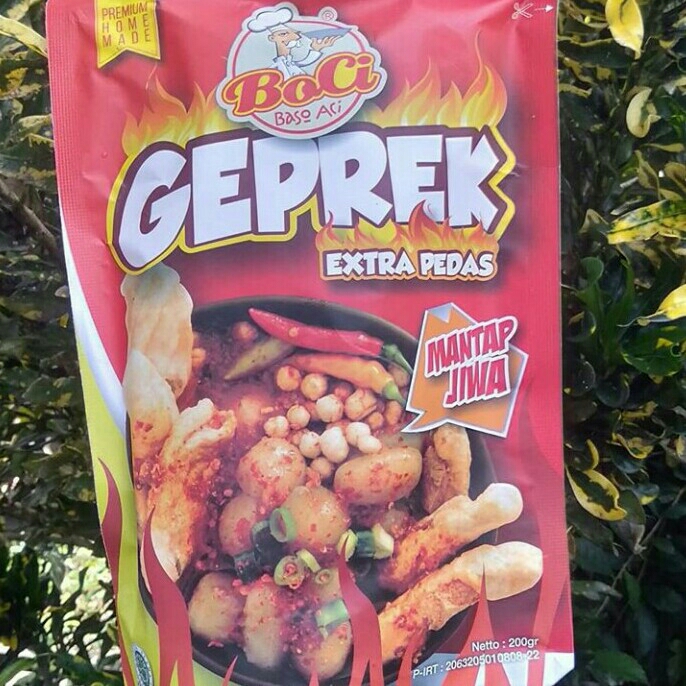 PREMIUM
HOME
MADE
BoCi ®
BASO ACI
GEPREK
EXTRA PEDAS
MANTAP
JIWA
Netto : 200gr
P-IRT : 2063205010808-22